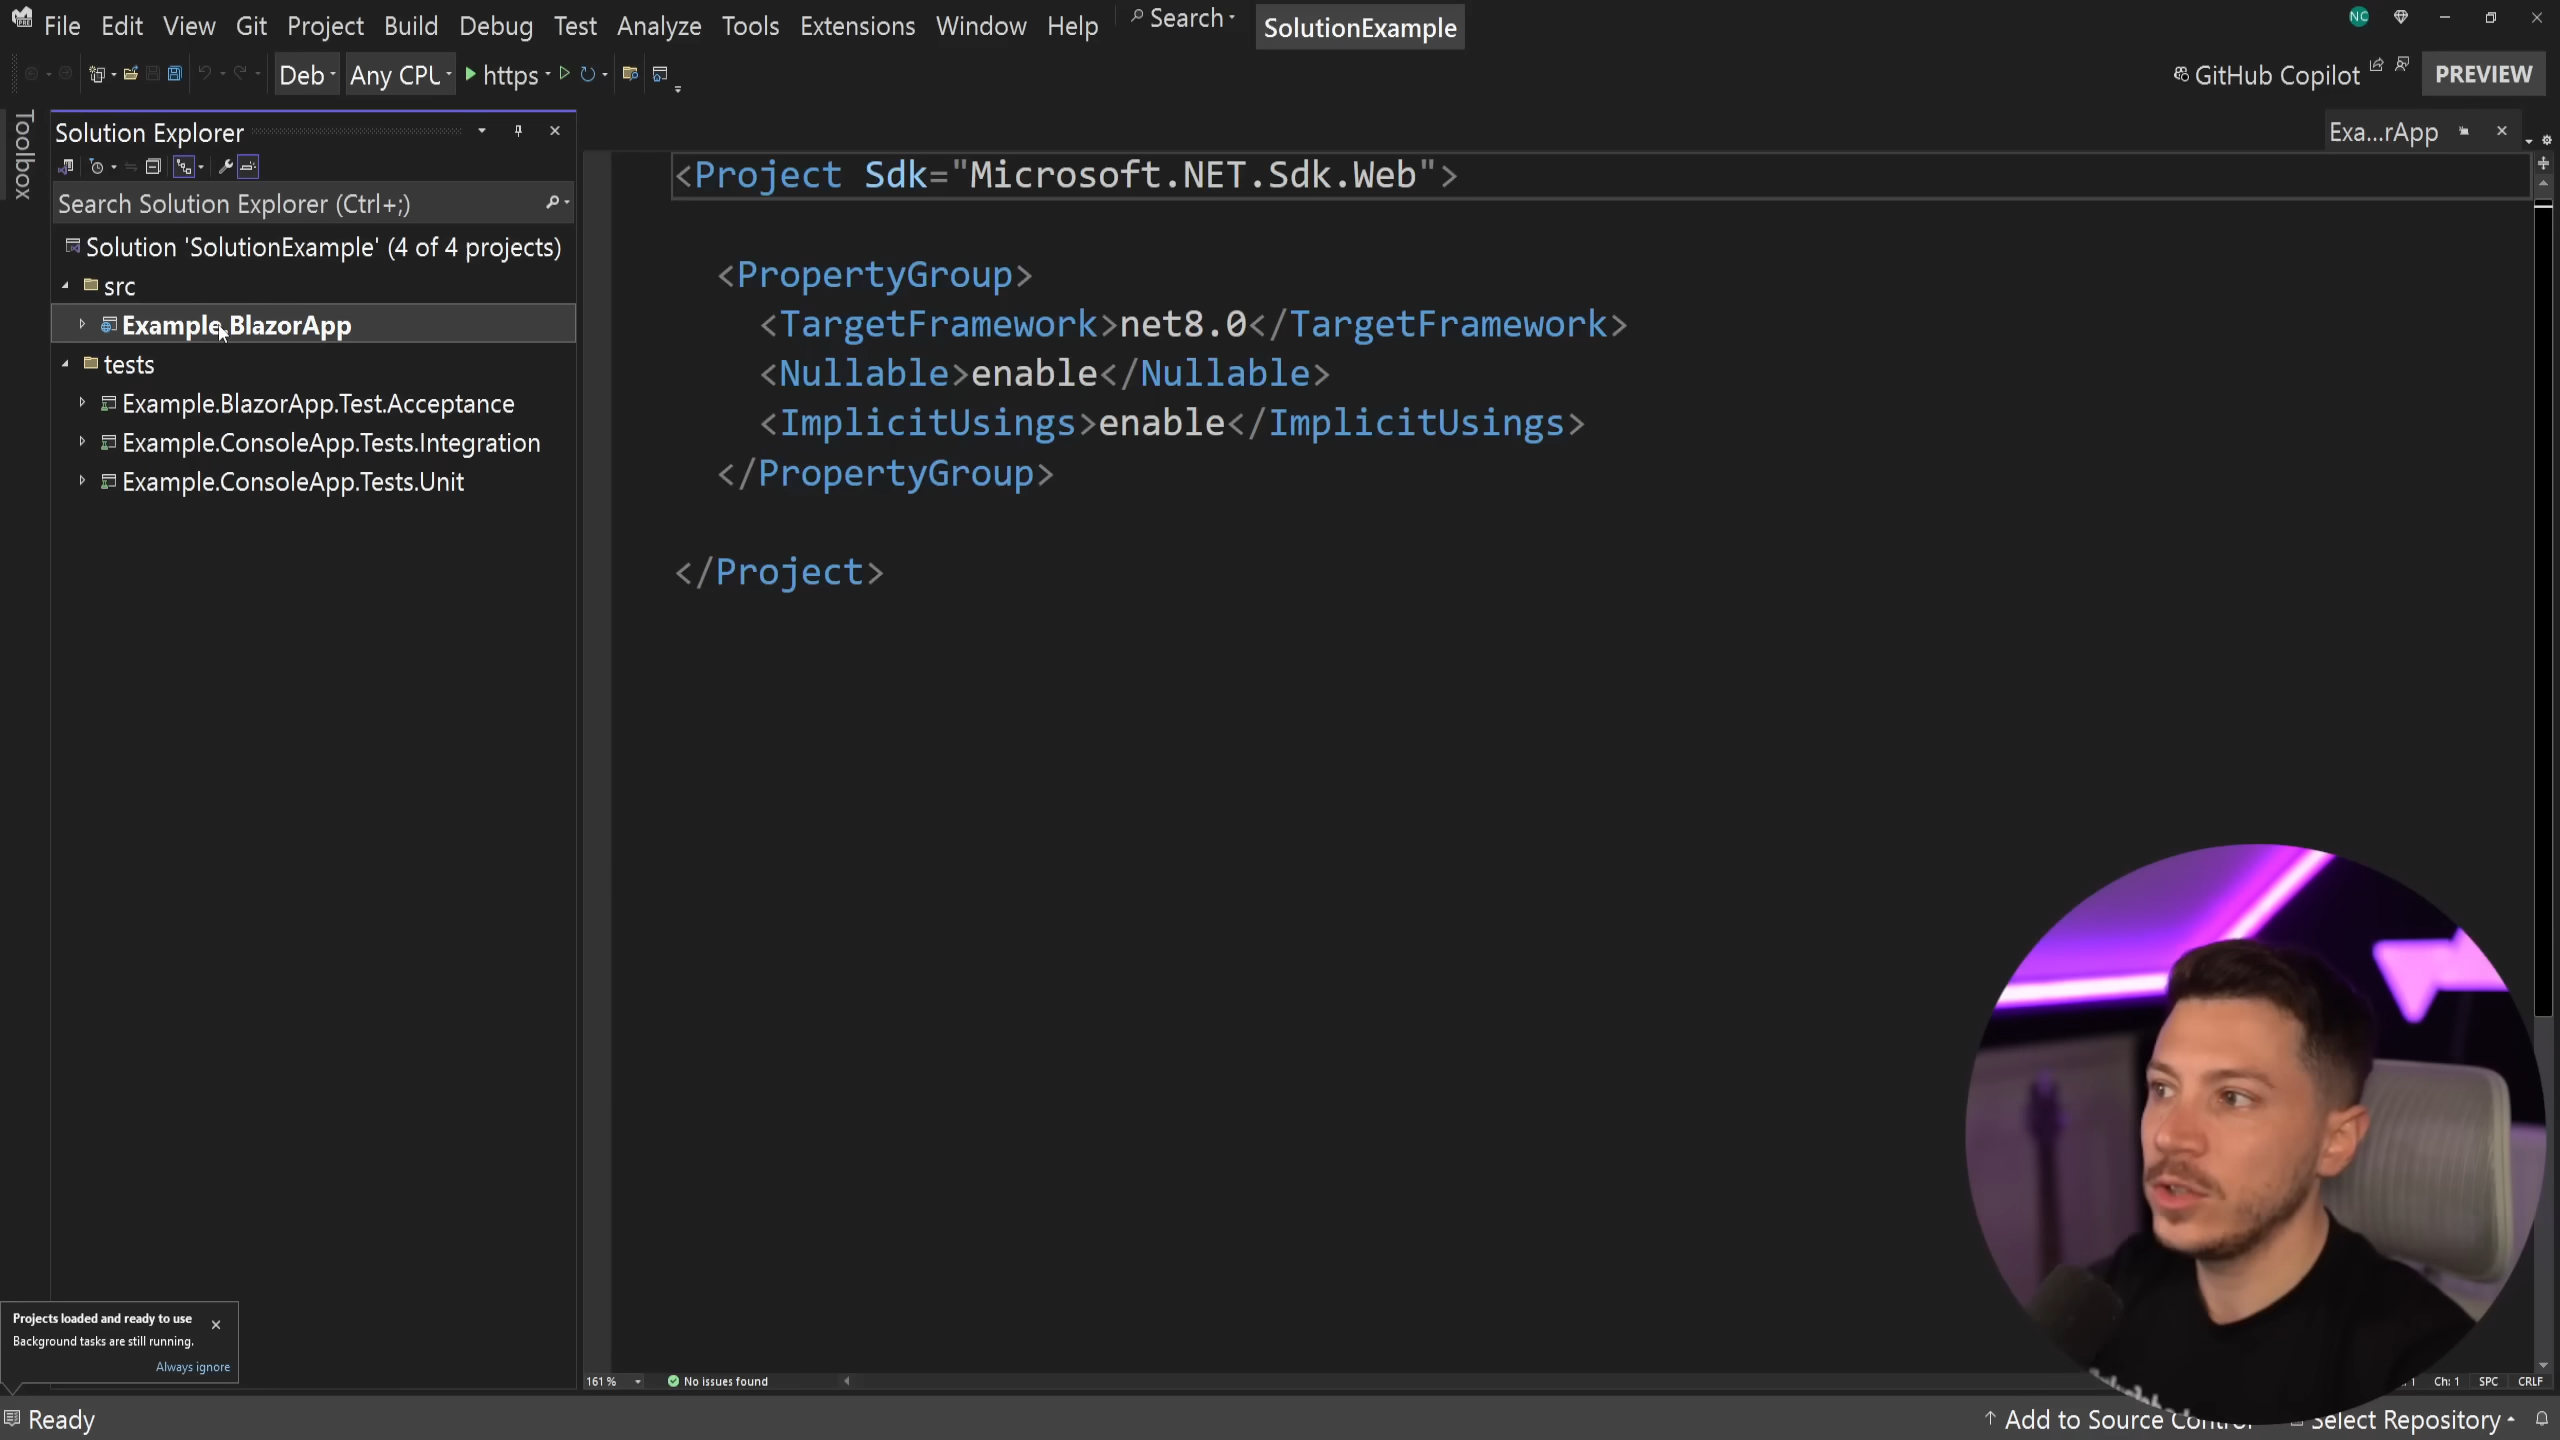 File Edit View Git Project Build Debug Test Analyze Tools Extensions Window Help Search SolutionExample NC
Deb Any CPU https GitHub Copilot PREVIEW
Toolbox
Solution Explorer
Exa...rApp
Search Solution Explorer (Ctrl+;)
Solution 'SolutionExample' (4 of 4 projects)
src
Example.BlazorApp
tests
Example.BlazorApp.Test.Acceptance
Example.ConsoleApp.Tests.Integration
Example.ConsoleApp.Tests.Unit
<Project Sdk="Microsoft.NET.Sdk.Web">
<PropertyGroup>
<TargetFramework>net8.0</TargetFramework>
<Nullable>enable</Nullable>
<ImplicitUsings>enable</ImplicitUsings>
</PropertyGroup>
</Project>
Projects loaded and ready to use
Background tasks are still running.
Always ignore
161 % No issues found Ch: 1 SPC CRLF
Ready Add to Source Select Repository